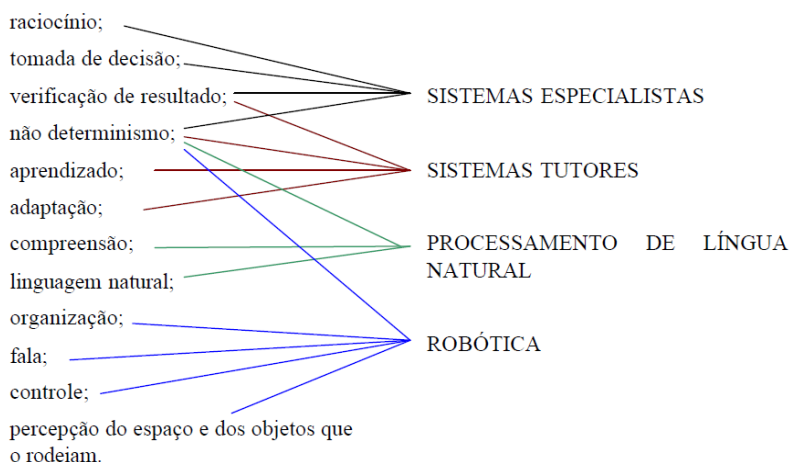 raciocínio;
tomada de decisão;
verificação de resultado;
SISTEMAS ESPECIALISTAS
não determinismo;
aprendizado;
SISTEMAS TUTORES
adaptação;
compreensão;
PROCESSAMENTO DE LÍNGUA
NATURAL
linguagem natural;
organização;
ROBÓTICA
fala;
controle;
percepção do espaço e dos objetos que
o rodeiam.